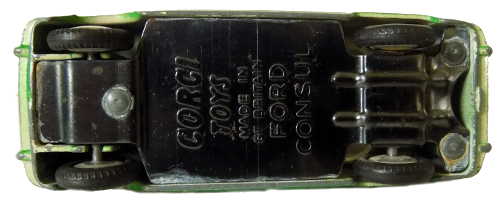 CORGI
TOYS
MADE IN
GT BRITAIN
FORD
CONSUL